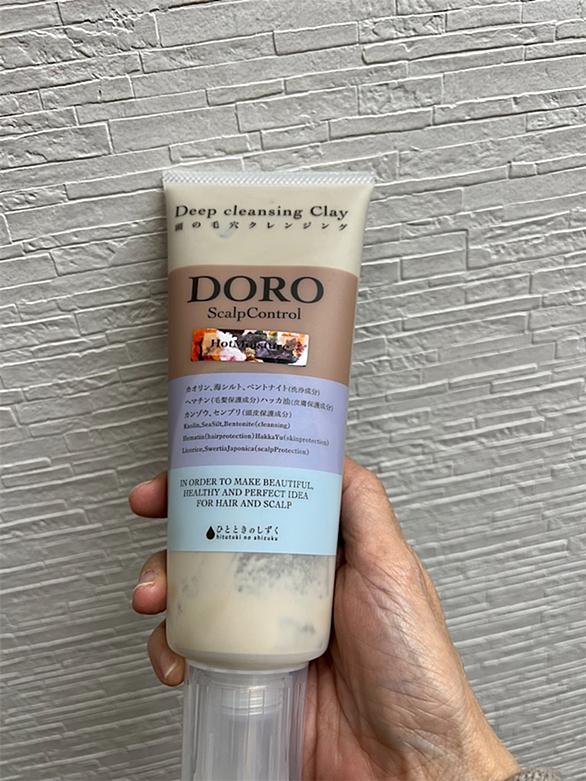 Deep cleansing Clay
頭の毛穴クレンジング
DORO
ScalpControl
HotMoisture
カオリン、海シルト、ベントナイト(洗浄成分)
ヘマチン(毛髪保護成分)ハッカ油(皮膚保護成分)
カンゾウ、センブリ(頭皮保護成分)
Kaolin,SeaSilt,Bentonite(cleansing)
Hematin(hairprotection)HakkaYu(skinprotection)
Licorice,SwertiaJaponica(scalpProtection)
IN ORDER TO MAKE BEAUTIFUL,
HEALTHY AND PERFECT IDEA
FOR HAIR AND SCALP
ひとときのしずく
hitotoki no shizuku